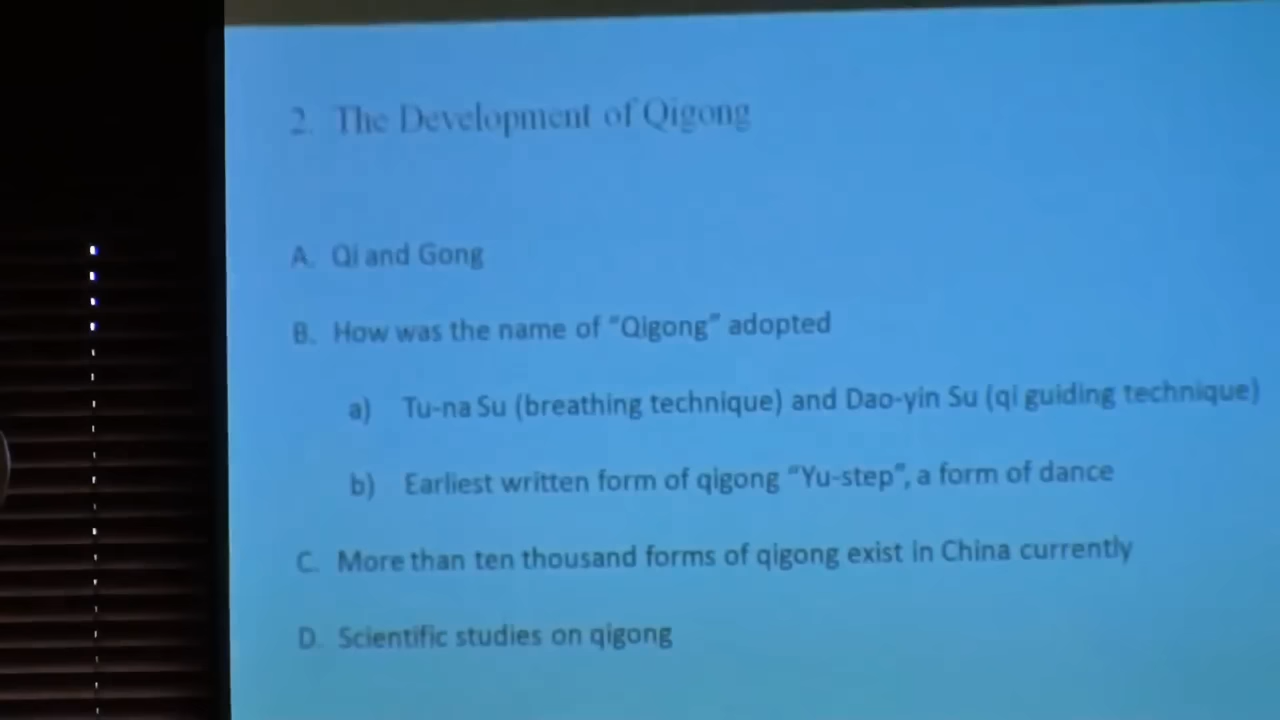 2. The Development of Qigong
A. Qi and Gong
B. How was the name of “Qigong” adopted
a) Tu-na Su (breathing technique) and Dao-yin Su (qi guiding technique)
b) Earliest written form of qigong “Yu-step”, a form of dance
C. More than ten thousand forms of qigong exist in China currently
D. Scientific studies on qigong